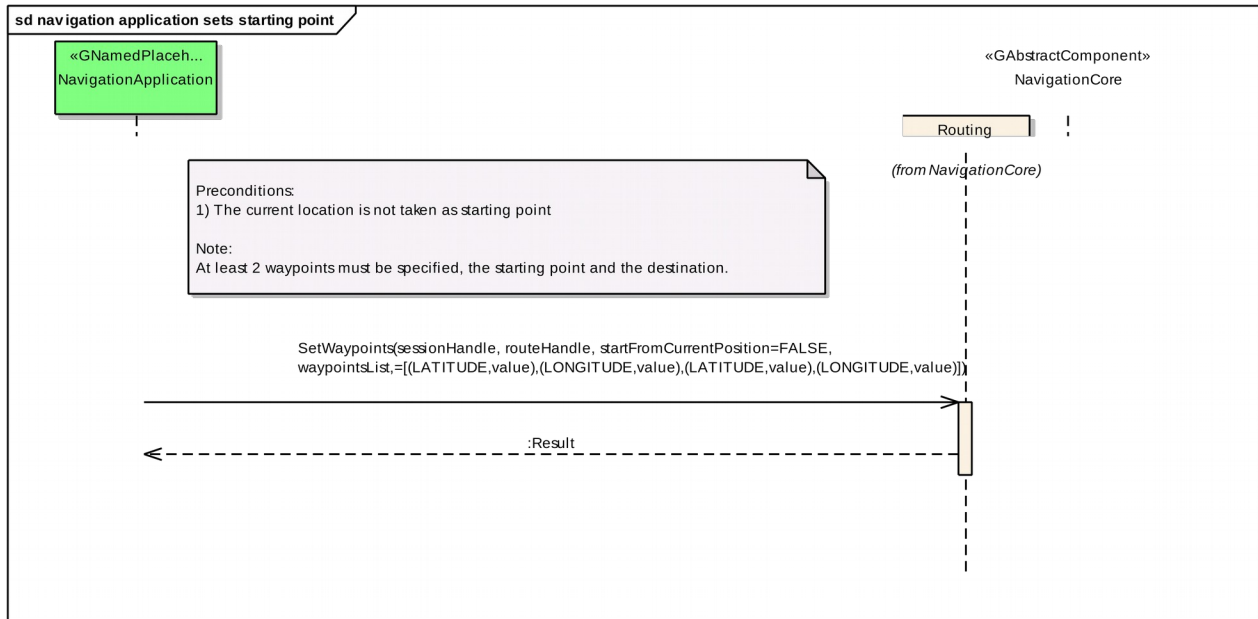 sd navigation application sets starting point
«GNamedPlaceh...
NavigationApplication
«GAbstractComponent»
NavigationCore
Routing
(from NavigationCore)
Preconditions:
1) The current location is not taken as starting point
Note:
At least 2 waypoints must be specified, the starting point and the destination.
SetWaypoints(sessionHandle, routeHandle, startFromCurrentPosition=FALSE,
waypointsList,=[(LATITUDE,value),(LONGITUDE,value),(LATITUDE,value),(LONGITUDE,value)])
:Result